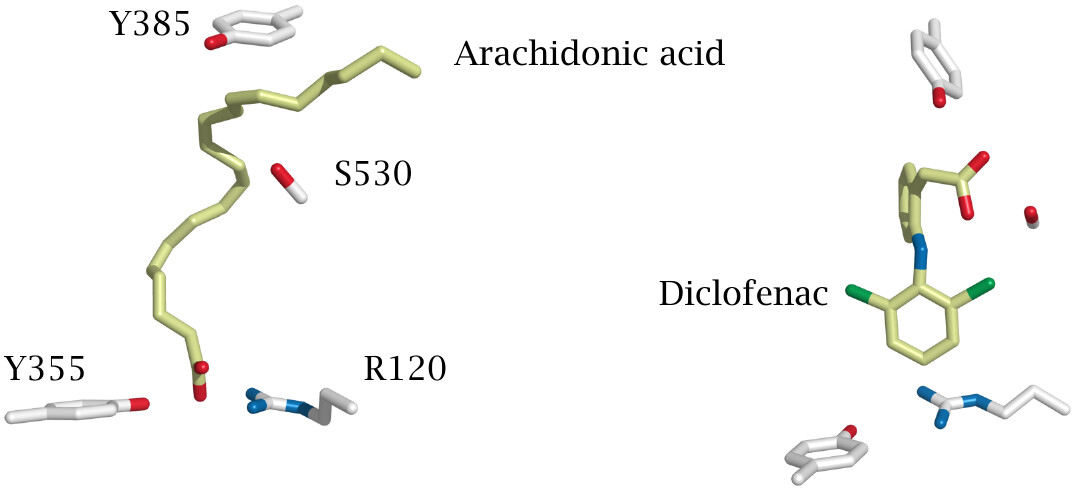 Y385
Arachidonic acid
S530
Diclofenac
Y355
R120